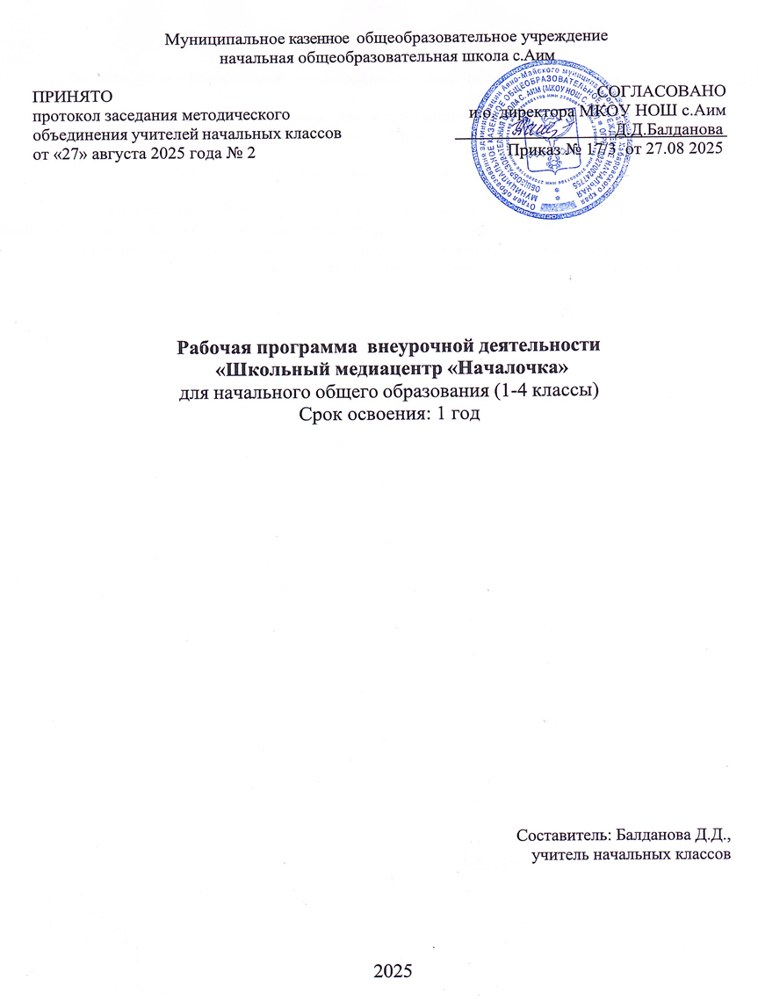 Муниципальное казенное общеобразовательное учреждение
начальная общеобразовательная школа с.Аим
ПРИНЯТО
протокол заседания методического
объединения учителей начальных классов
от «27» августа 2025 года № 2
СОГЛАСОВАНО
и.о. директора МКОУ НОШ с.Аим
Д.Д.Балданова
Приказ № 17/3 от 27.08 2025
Рабочая программа внеурочной деятельности
«Школьный медиацентр «Началочка»
для начального общего образования (1-4 классы)
Срок освоения: 1 год
Составитель: Балданова Д.Д.,
учитель начальных классов
2025